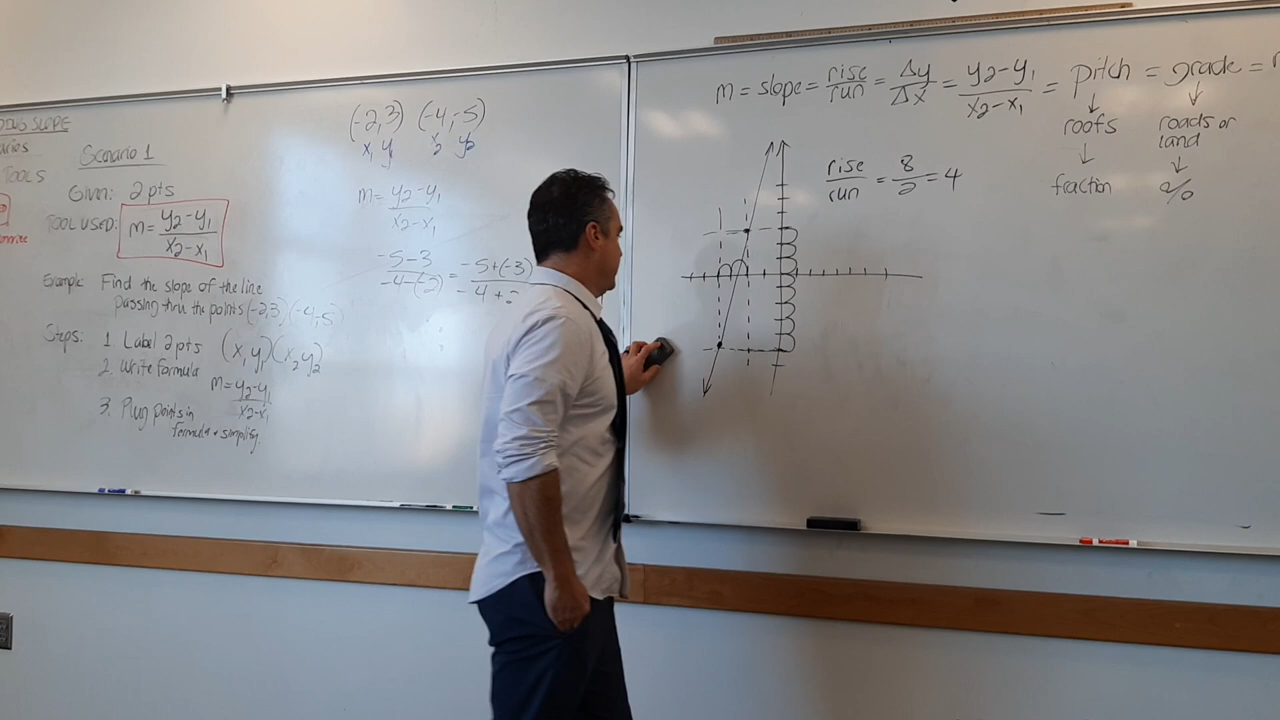 SLOPE
TOOLS
Scenario 1
Given: 2 pts
TOOL USED: m = y2-y1 / x2-x1
Example: Find the slope of the line
passing thru the points (-2,3) (-4,-5)
Steps: 1 Label 2 pts (x1 y1) (x2 y2)
2. Write formula
m = y2-y1 / x2-x1
3. Plug points in
formula + simplify
(-2,3) (-4,-5)
x1 y1 x2 y2
m = y2-y1 / x2-x1
-5-3 / -4-(-2) = -5+(-3) / -4+2
m = slope = rise/run = Δy/Δx = y2-y1 / x2-x1 = pitch = grade =
roofs
fraction
roads or
land
%
rise/run = 8/2 = 4